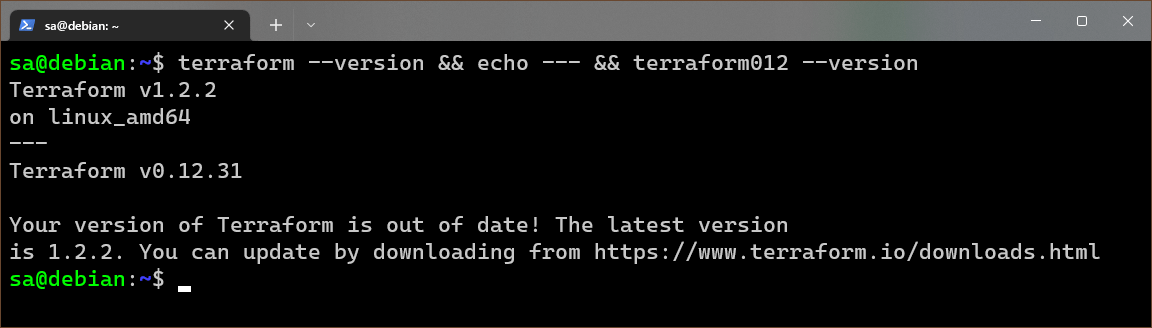 sa@debian: ~
sa@debian:~$ terraform --version && echo --- && terraform012 --version
Terraform v1.2.2
on linux_amd64
---
Terraform v0.12.31
Your version of Terraform is out of date! The latest version
is 1.2.2. You can update by downloading from https://www.terraform.io/downloads.html
sa@debian:~$